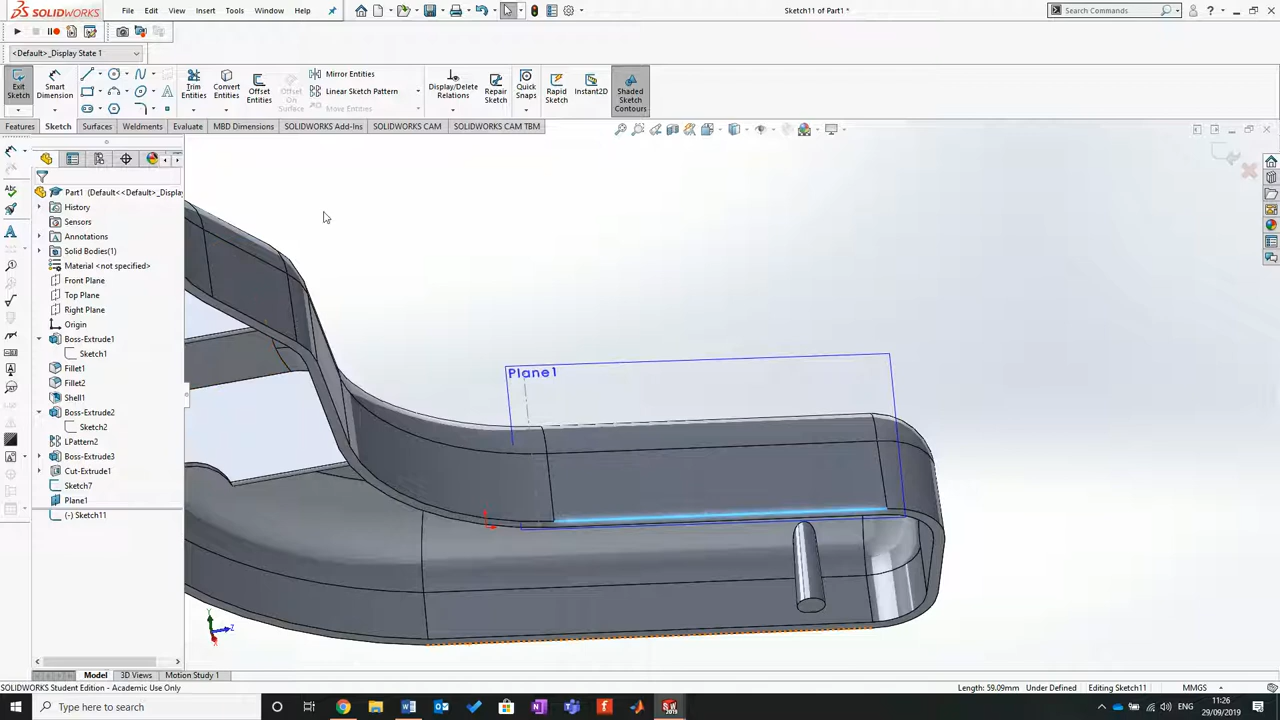 SOLIDWORKS
File Edit View Insert Tools Window Help
Sketch11 of Part1 *
Search Commands
<Default>_Display State 1
Exit Sketch
Smart Dimension
Trim Entities
Convert Entities
Offset Entities
Offset On Surface
Mirror Entities
Linear Sketch Pattern
Move Entities
Display/Delete Relations
Repair Sketch
Quick Snaps
Rapid Sketch
Instant2D
Shaded Sketch Contours
Features Sketch Surfaces Weldments Evaluate MBD Dimensions SOLIDWORKS Add-Ins SOLIDWORKS CAM SOLIDWORKS CAM TBM
Part1 (Default<<Default>_Displa
History
Sensors
Annotations
Solid Bodies(1)
Material <not specified>
Front Plane
Top Plane
Right Plane
Origin
Boss-Extrude1
Sketch1
Fillet1
Fillet2
Shell1
Boss-Extrude2
Sketch2
LPattern2
Boss-Extrude3
Cut-Extrude1
Sketch7
Plane1
(-) Sketch11
Plane1
Y
Z
X
Model 3D Views Motion Study 1
SOLIDWORKS Student Edition - Academic Use Only
Length: 59.09mm Under Defined Editing Sketch11 MMGS
Type here to search
ENG
11:26
29/09/2019